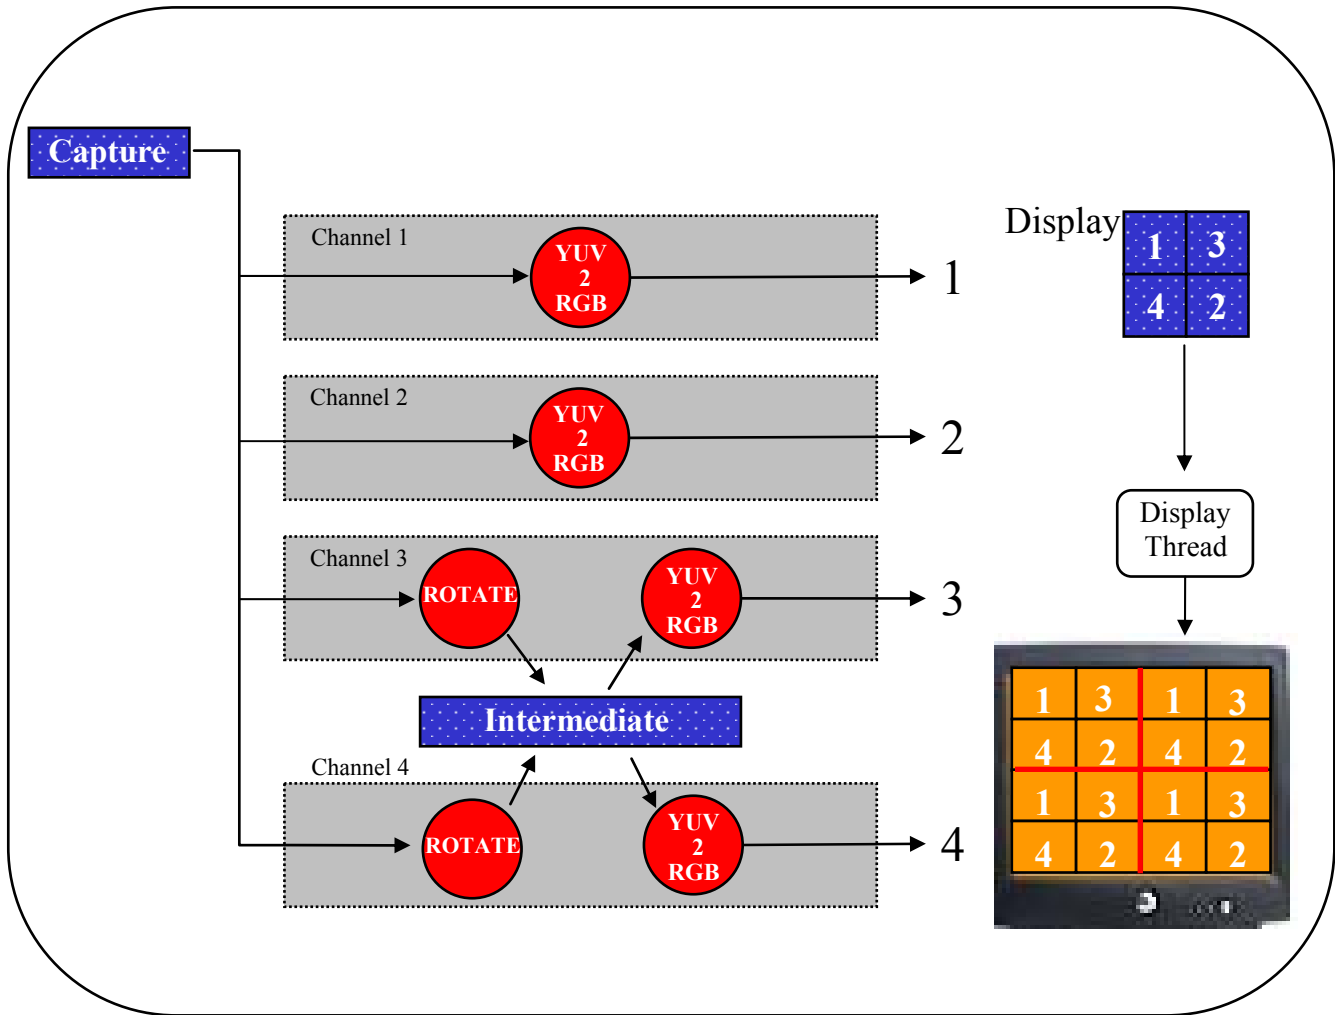 Capture
Channel 1
YUV
2
RGB
1
Channel 2
YUV
2
RGB
2
Channel 3
ROTATE
YUV
2
RGB
3
Intermediate
Channel 4
ROTATE
YUV
2
RGB
4
Display
1 3
4 2
Display
Thread
1 3 1 3
4 2 4 2
1 3 1 3
4 2 4 2